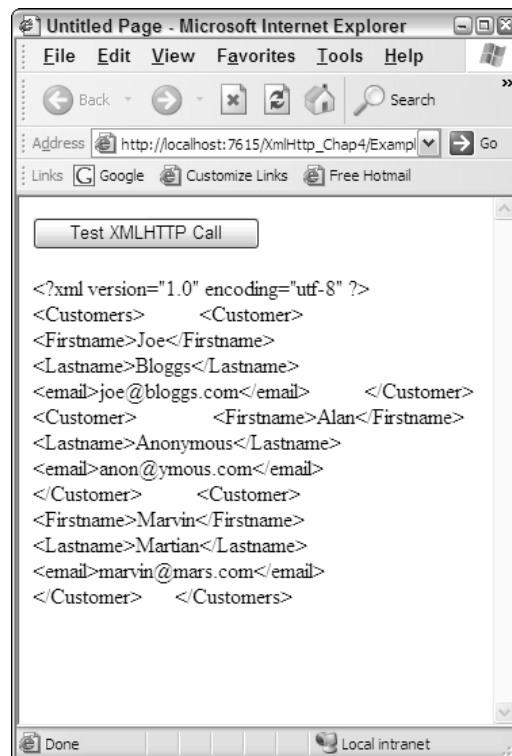 Untitled Page - Microsoft Internet Explorer
File Edit View Favorites Tools Help
Back Search »
Address http://localhost:7615/XmlHttp_Chap4/Exampl Go
Links G Google Customize Links Free Hotmail
Test XMLHTTP Call
<?xml version="1.0" encoding="utf-8" ?>
<Customers> <Customer>
<Firstname>Joe</Firstname>
<Lastname>Bloggs</Lastname>
<email>joe@bloggs.com</email> </Customer>
<Customer> <Firstname>Alan</Firstname>
<Lastname>Anonymous</Lastname>
<email>anon@ymous.com</email>
</Customer> <Customer>
<Firstname>Marvin</Firstname>
<Lastname>Martian</Lastname>
<email>marvin@mars.com</email>
</Customer> </Customers>
Done Local intranet